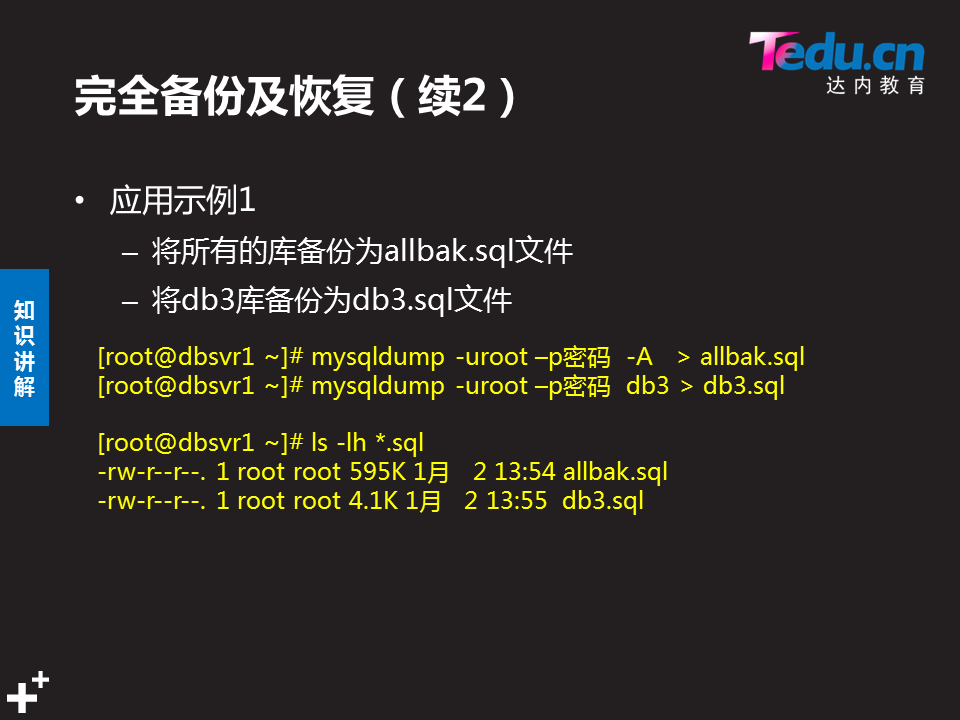 Tedu.cn
达内教育
完全备份及恢复（续2）
• 应用示例1
– 将所有的库备份为allbak.sql文件
– 将db3库备份为db3.sql文件
知识讲解
[root@dbsvr1 ~]# mysqldump -uroot –p密码 -A > allbak.sql
[root@dbsvr1 ~]# mysqldump -uroot –p密码 db3 > db3.sql
[root@dbsvr1 ~]# ls -lh *.sql
-rw-r--r--. 1 root root 595K 1月 2 13:54 allbak.sql
-rw-r--r--. 1 root root 4.1K 1月 2 13:55 db3.sql